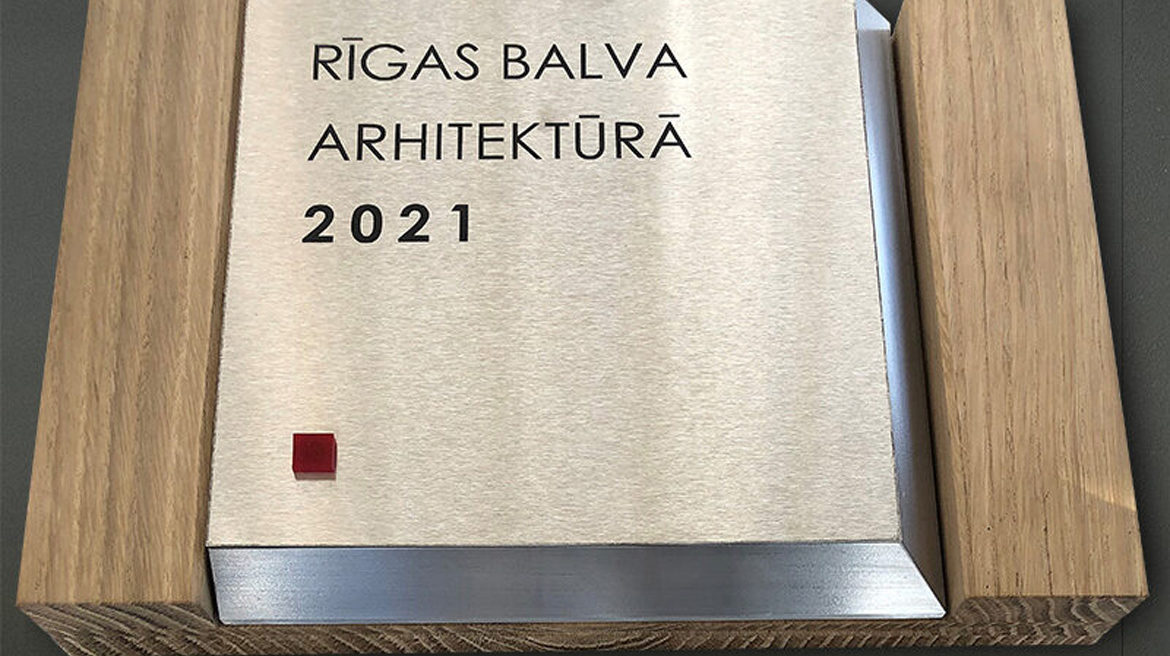 RĪGAS BALVA
ARHITEKTŪRĀ
2021